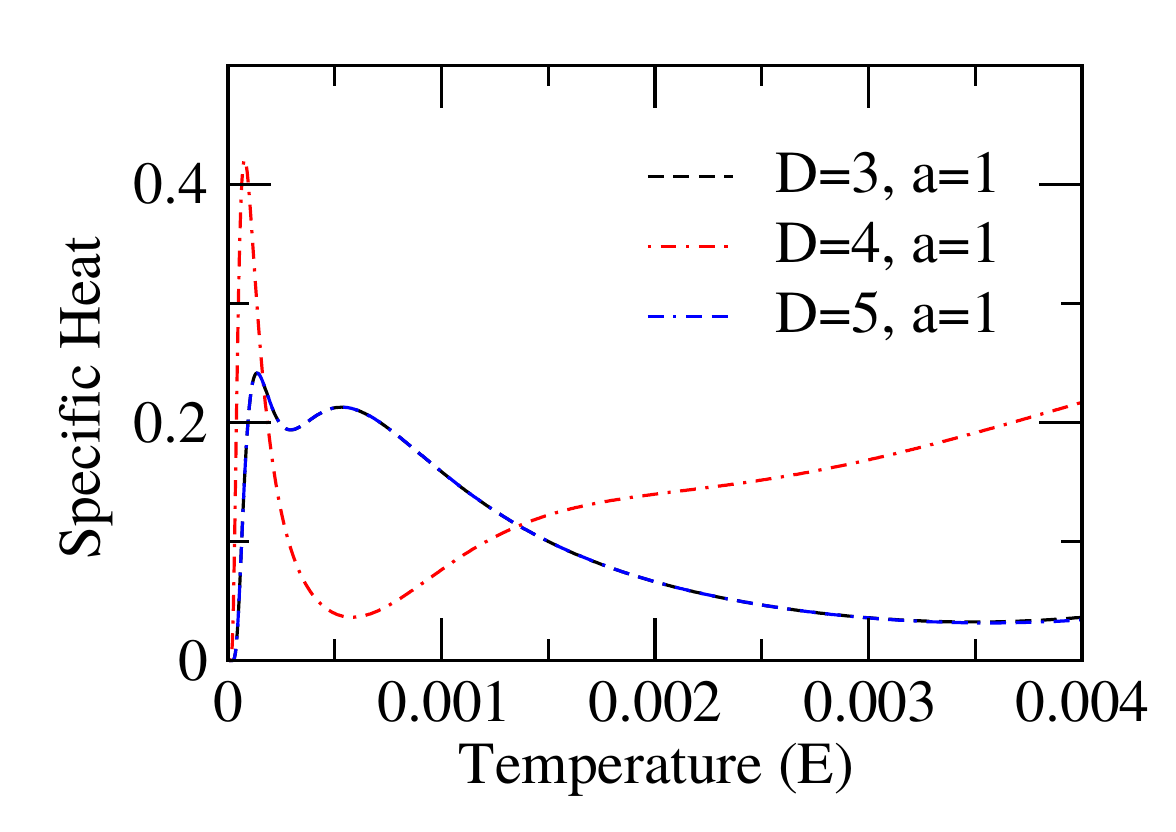 D=3, a=1
0.4
D=4, a=1
D=5, a=1
Specific Heat
0.2
0
0
0.001
0.002
0.003
0.004
Temperature (E)